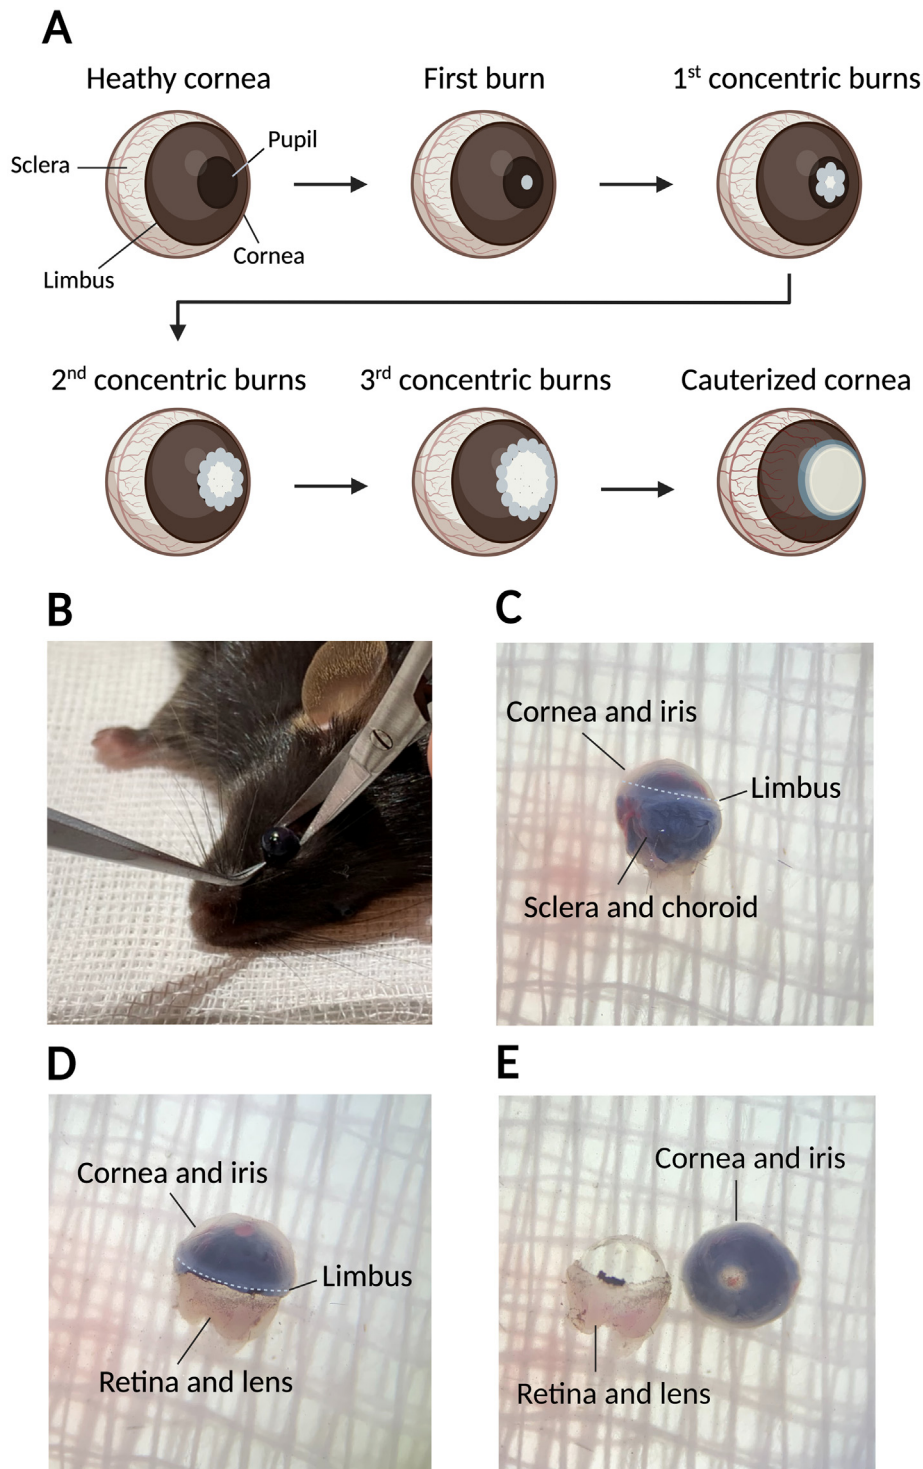 A
Heathy cornea
First burn
1st concentric burns
Sclera
Pupil
Cornea
Limbus
2nd concentric burns
3rd concentric burns
Cauterized cornea
B
C
Cornea and iris
Limbus
Sclera and choroid
D
Cornea and iris
Limbus
Retina and lens
E
Cornea and iris
Retina and lens